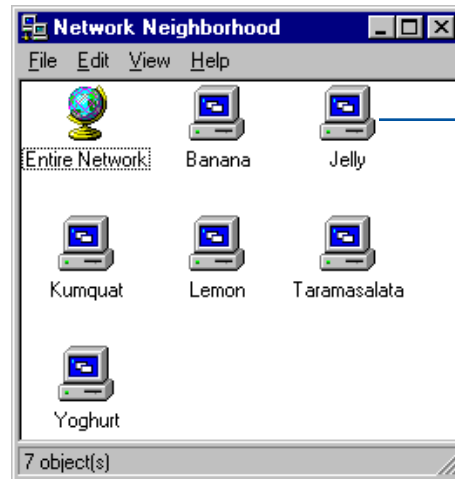 Network Neighborhood
File Edit View Help
Entire Network Banana Jelly
Kumquat Lemon Taramasalata
Yoghurt
7 object(s)